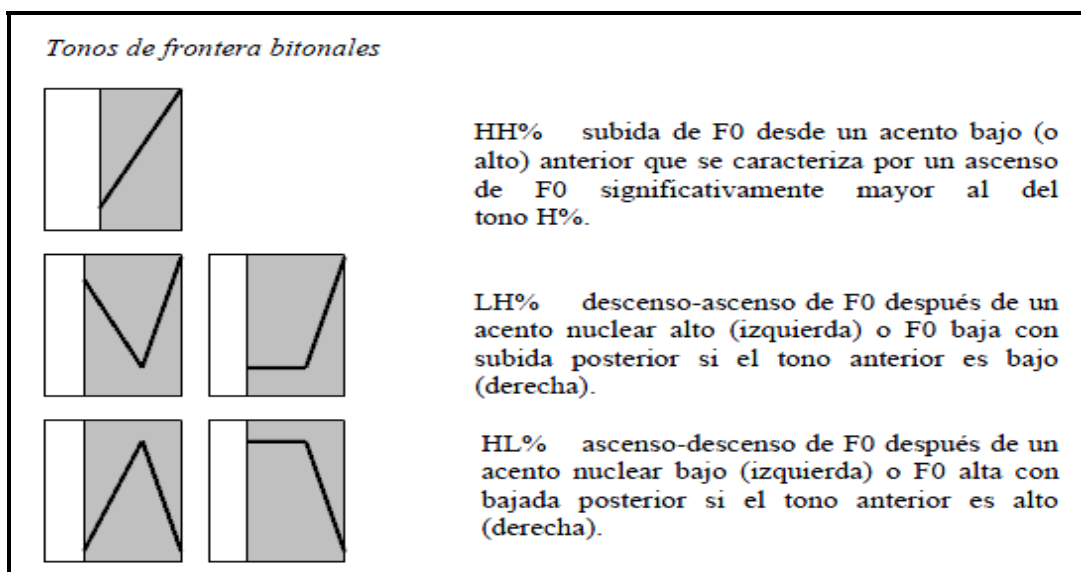 Tonos de frontera bitonales
HH% subida de F0 desde un acento bajo (o
alto) anterior que se caracteriza por un ascenso
de F0 significativamente mayor al del
tono H%.
LH% descenso-ascenso de F0 después de un
acento nuclear alto (izquierda) o F0 baja con
subida posterior si el tono anterior es bajo
(derecha).
HL% ascenso-descenso de F0 después de un
acento nuclear bajo (izquierda) o F0 alta con
bajada posterior si el tono anterior es alto
(derecha).